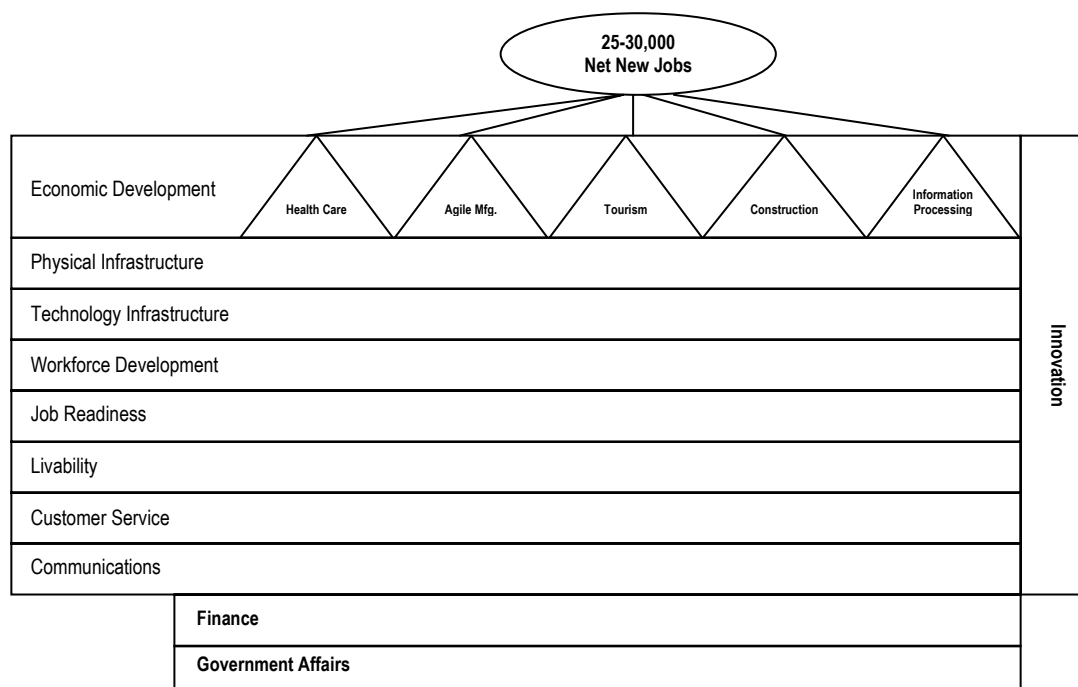 25-30,000
Net New Jobs
Economic Development
Health Care
Agile Mfg.
Tourism
Construction
Information
Processing
Physical Infrastructure
Technology Infrastructure
Workforce Development
Job Readiness
Livability
Customer Service
Communications
Innovation
Finance
Government Affairs